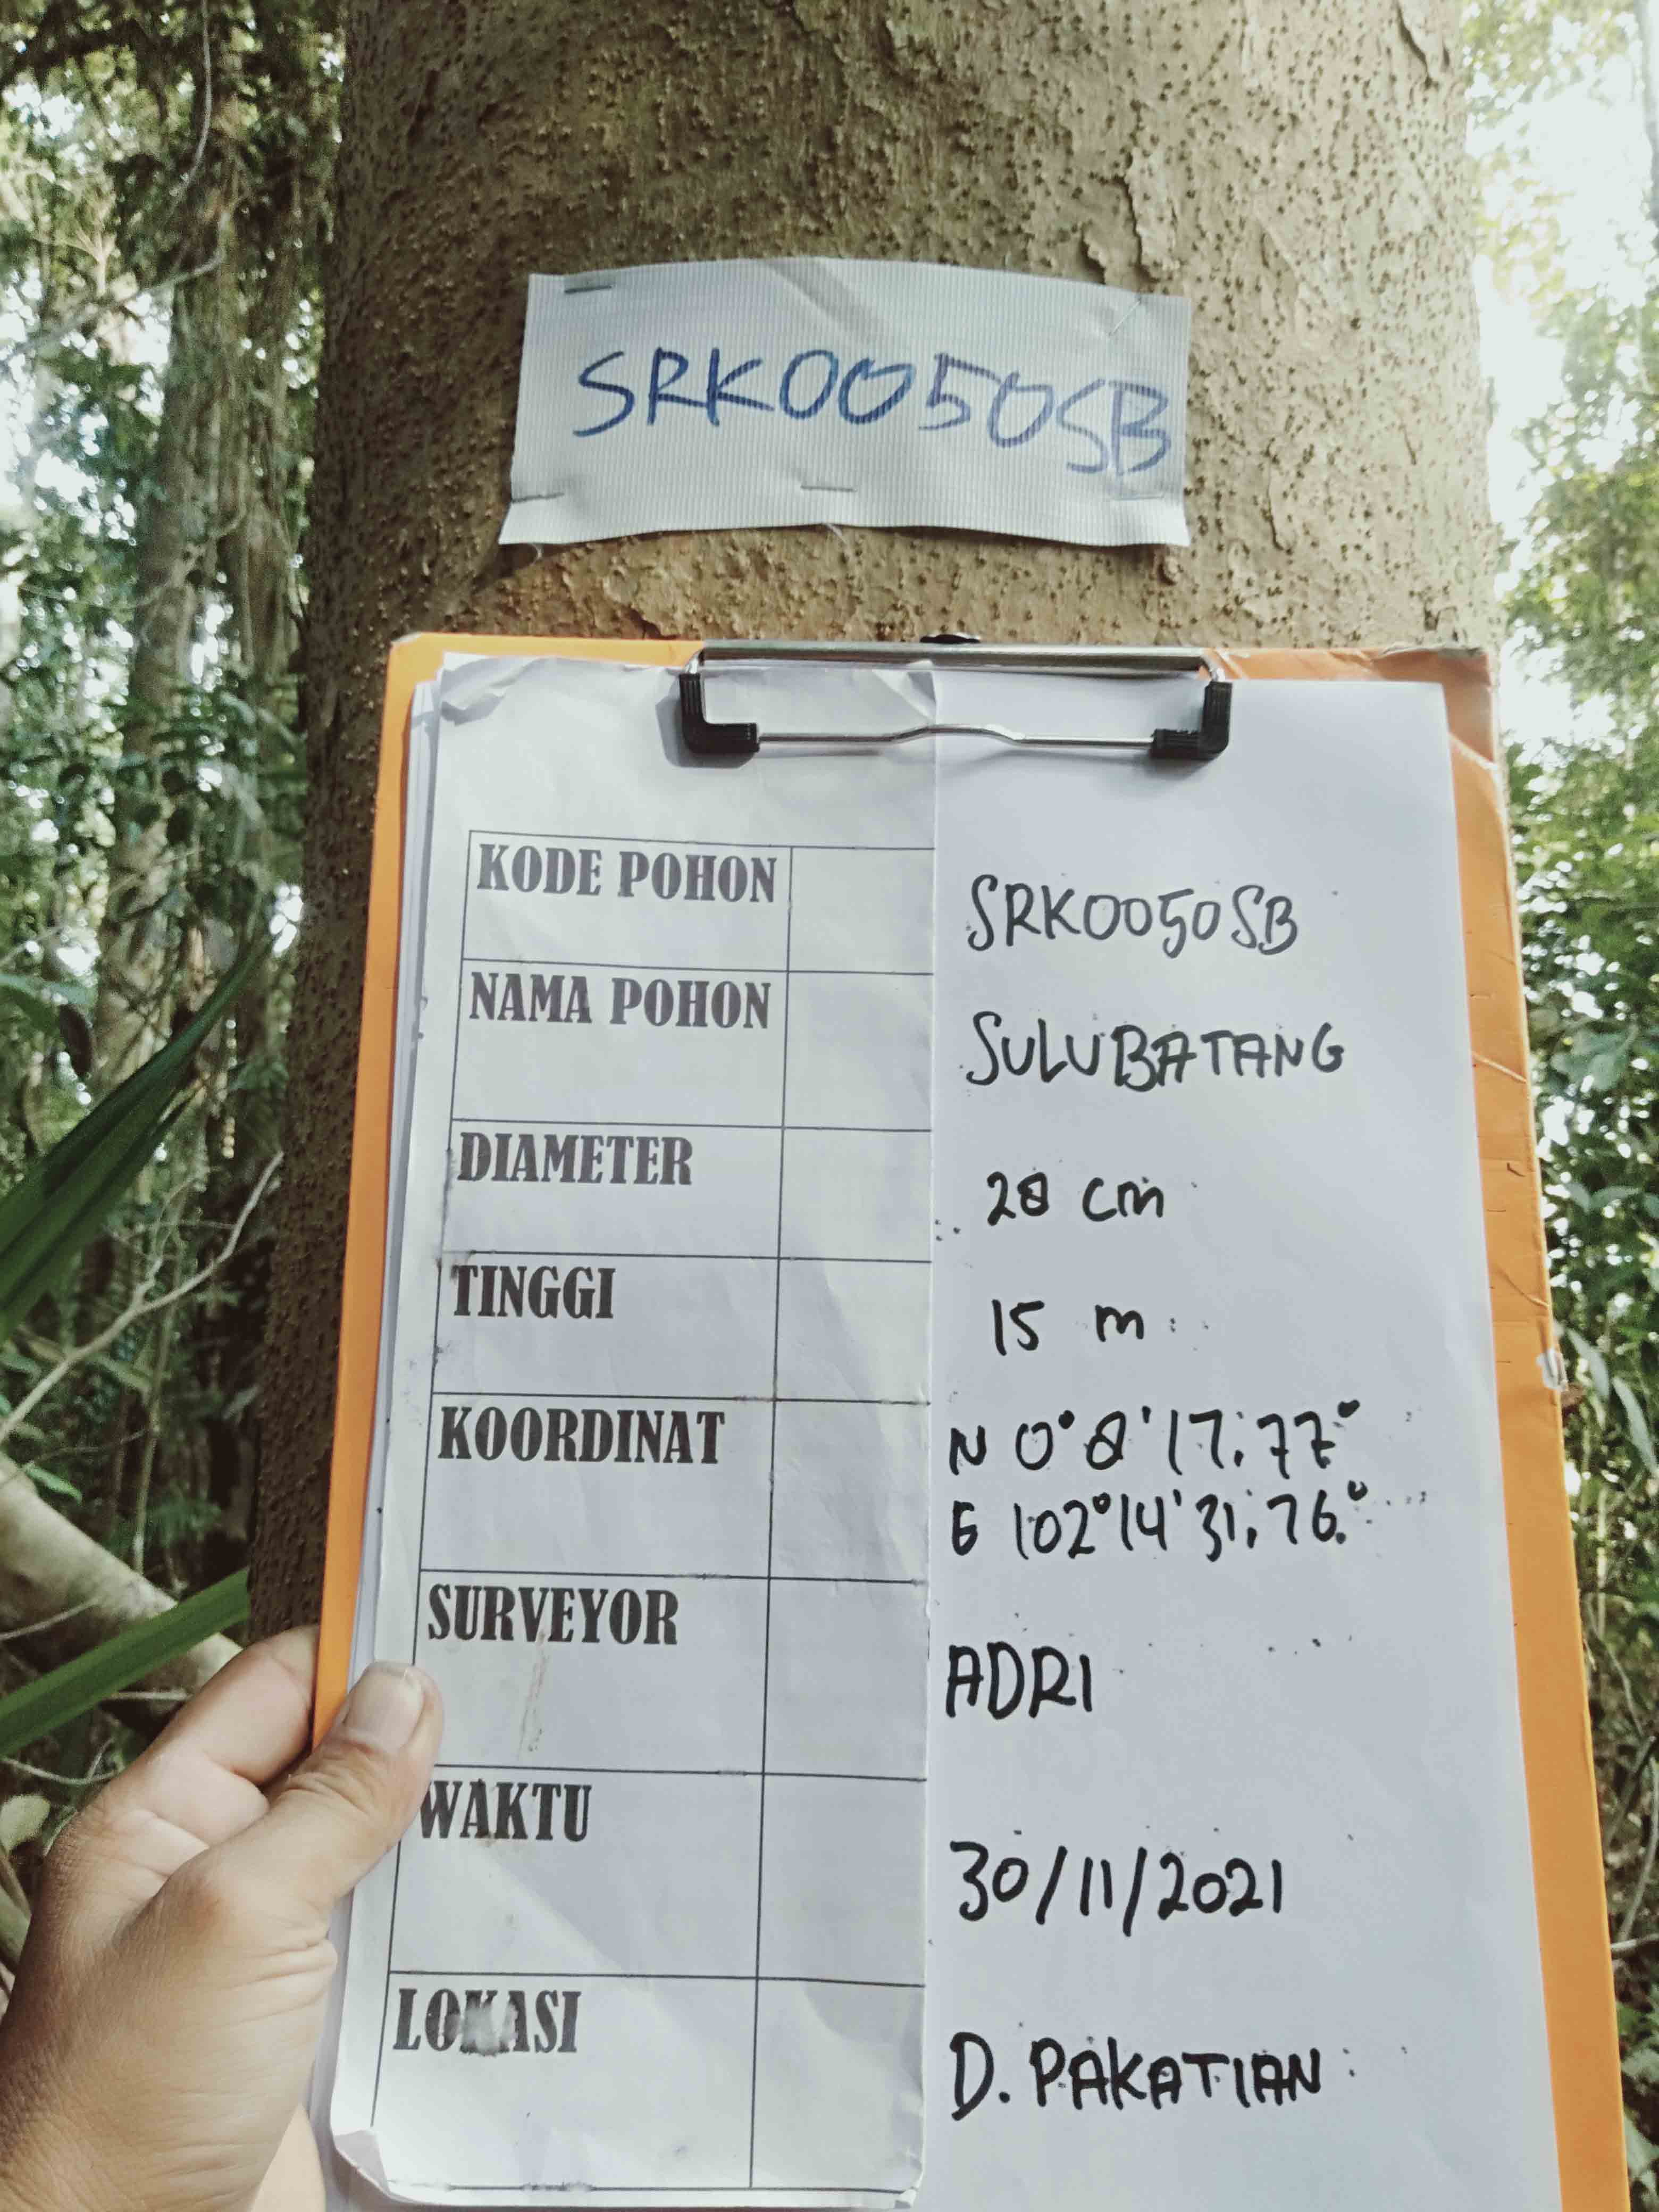 SRK0050SB
KODE POHON SRK0050SB
NAMA POHON SULUBATANG
DIAMETER 28 cm
TINGGI 15 m
KOORDINAT N 0°8'17.77°
E 102°14'31.76°
SURVEYOR ADRI
WAKTU 30/11/2021
LOKASI D. PAKATIAN